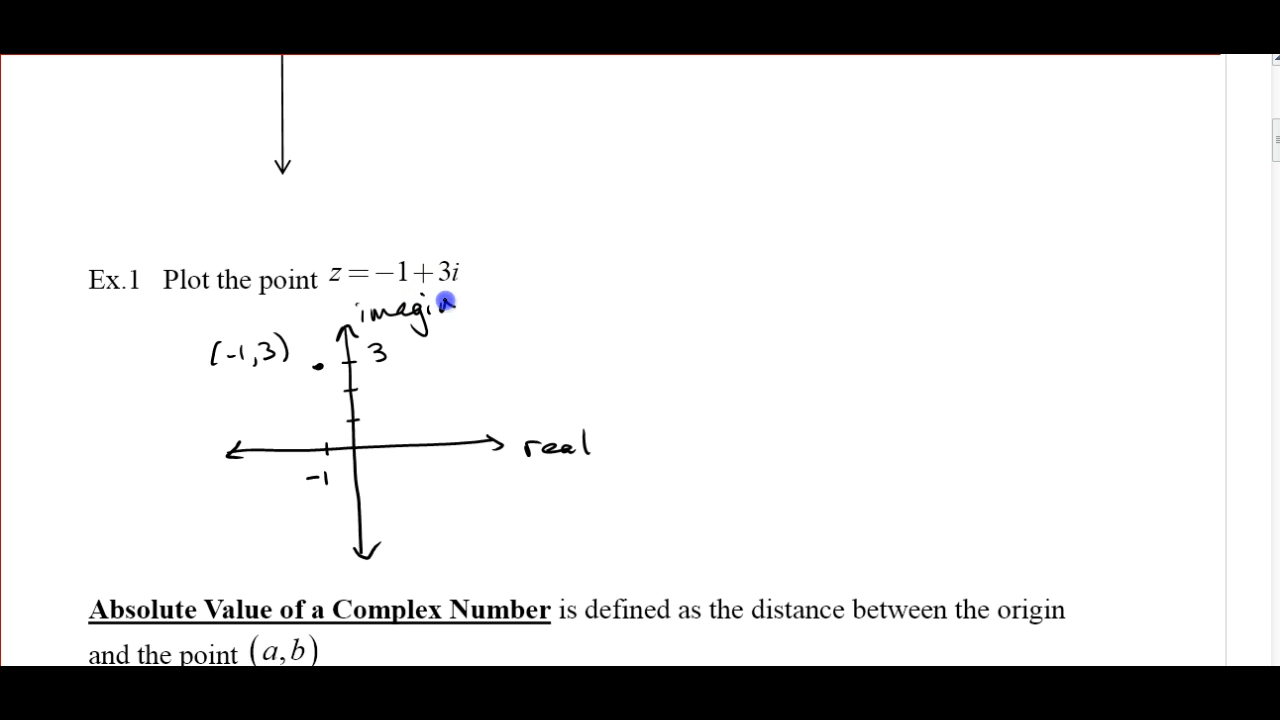 Ex.1 Plot the point z = −1 + 3i
imagin
(-1,3)
3
real
-1
Absolute Value of a Complex Number is defined as the distance between the origin
and the point (a,b)